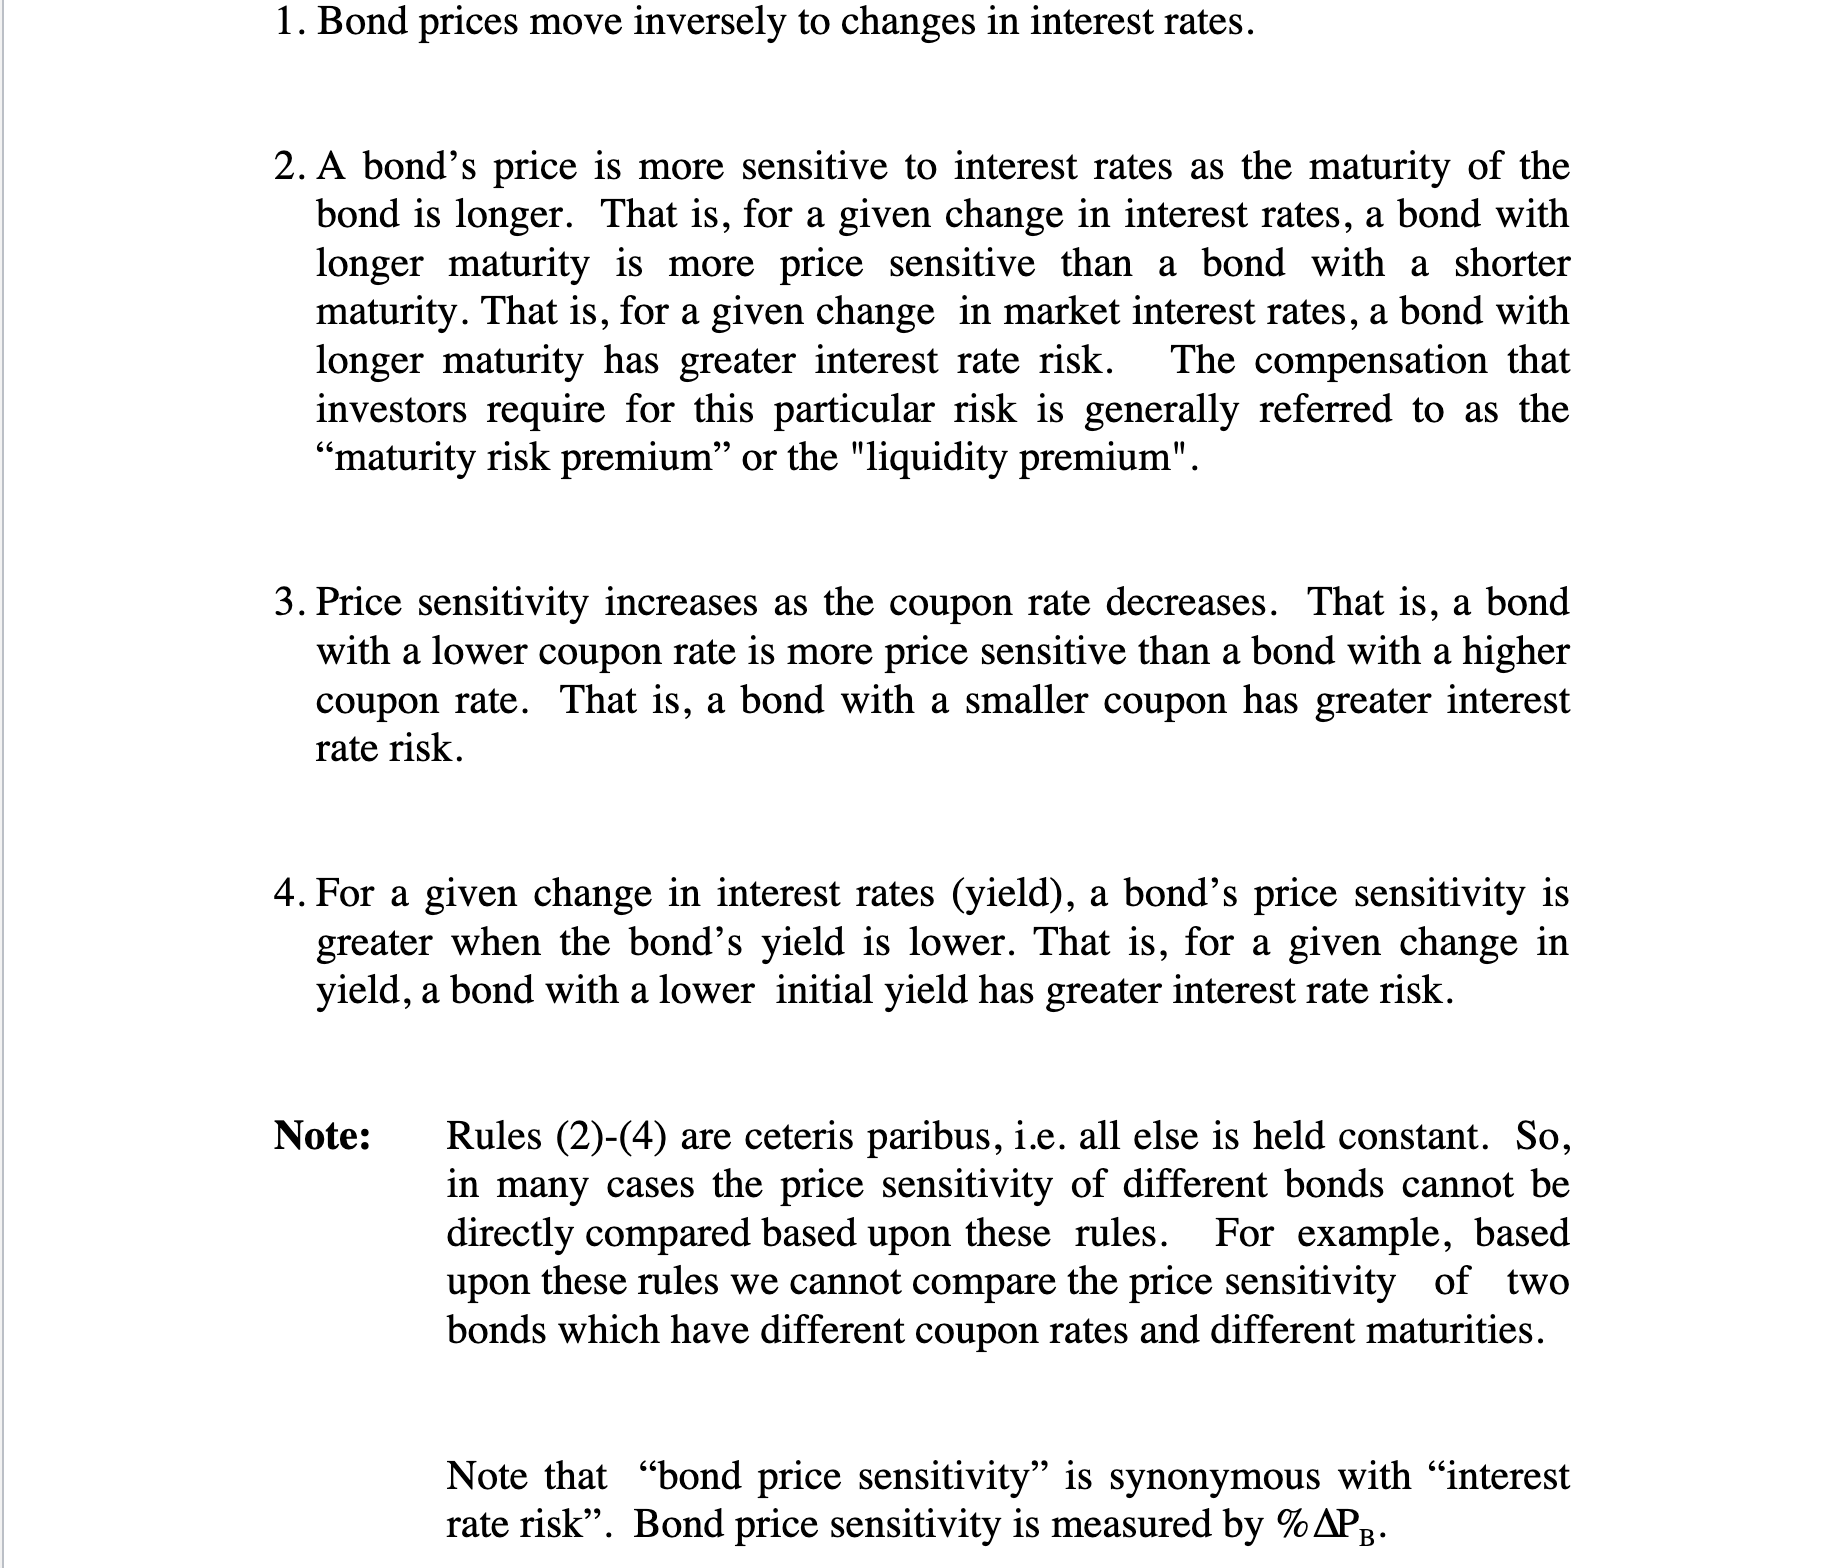 1. Bond prices move inversely to changes in interest rates.
2. A bond’s price is more sensitive to interest rates as the maturity of the
bond is longer. That is, for a given change in interest rates, a bond with
longer maturity is more price sensitive than a bond with a shorter
maturity. That is, for a given change in market interest rates, a bond with
longer maturity has greater interest rate risk. The compensation that
investors require for this particular risk is generally referred to as the
“maturity risk premium” or the "liquidity premium".
3. Price sensitivity increases as the coupon rate decreases. That is, a bond
with a lower coupon rate is more price sensitive than a bond with a higher
coupon rate. That is, a bond with a smaller coupon has greater interest
rate risk.
4. For a given change in interest rates (yield), a bond’s price sensitivity is
greater when the bond’s yield is lower. That is, for a given change in
yield, a bond with a lower initial yield has greater interest rate risk.
Note: Rules (2)-(4) are ceteris paribus, i.e. all else is held constant. So,
in many cases the price sensitivity of different bonds cannot be
directly compared based upon these rules. For example, based
upon these rules we cannot compare the price sensitivity of two
bonds which have different coupon rates and different maturities.
Note that “bond price sensitivity” is synonymous with “interest
rate risk”. Bond price sensitivity is measured by %ΔP_B.